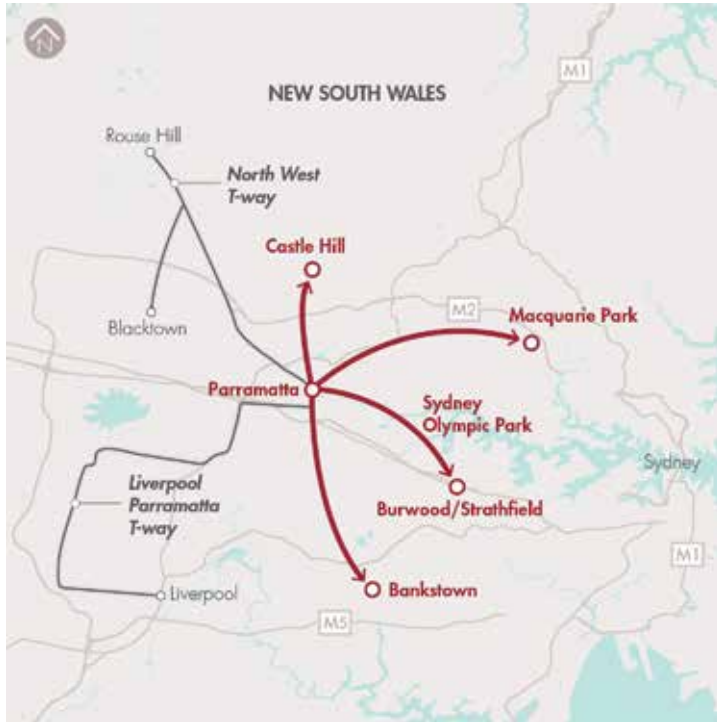 N
M1
NEW SOUTH WALES
Rouse Hill
North West
T-way
Castle Hill
Blacktown
M2
Macquarie Park
Parramatta
Sydney
Olympic Park
Sydney
Liverpool
Parramatta
T-way
Burwood/Strathfield
M1
Liverpool
Bankstown
M5